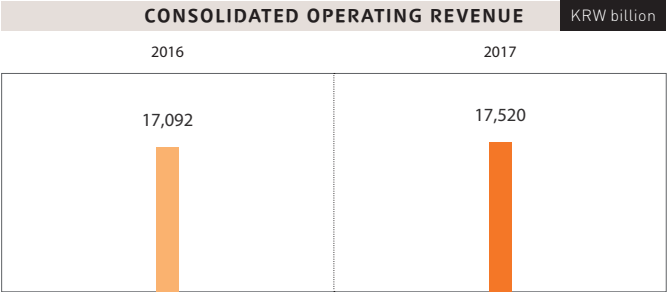 CONSOLIDATED OPERATING REVENUE KRW billion
2016 2017
17,092 17,520